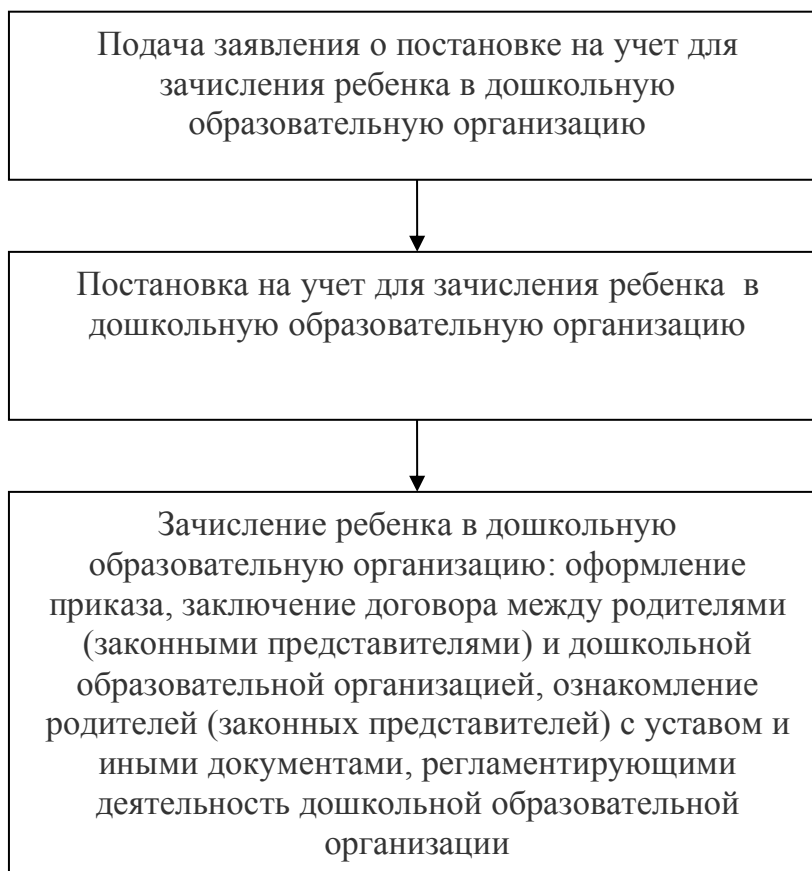 Подача заявления о постановке на учет для
зачисления ребенка в дошкольную
образовательную организацию
Постановка на учет для зачисления ребенка в
дошкольную образовательную организацию
Зачисление ребенка в дошкольную
образовательную организацию: оформление
приказа, заключение договора между родителями
(законными представителями) и дошкольной
образовательной организацией, ознакомление
родителей (законных представителей) с уставом и
иными документами, регламентирующими
деятельность дошкольной образовательной
организации